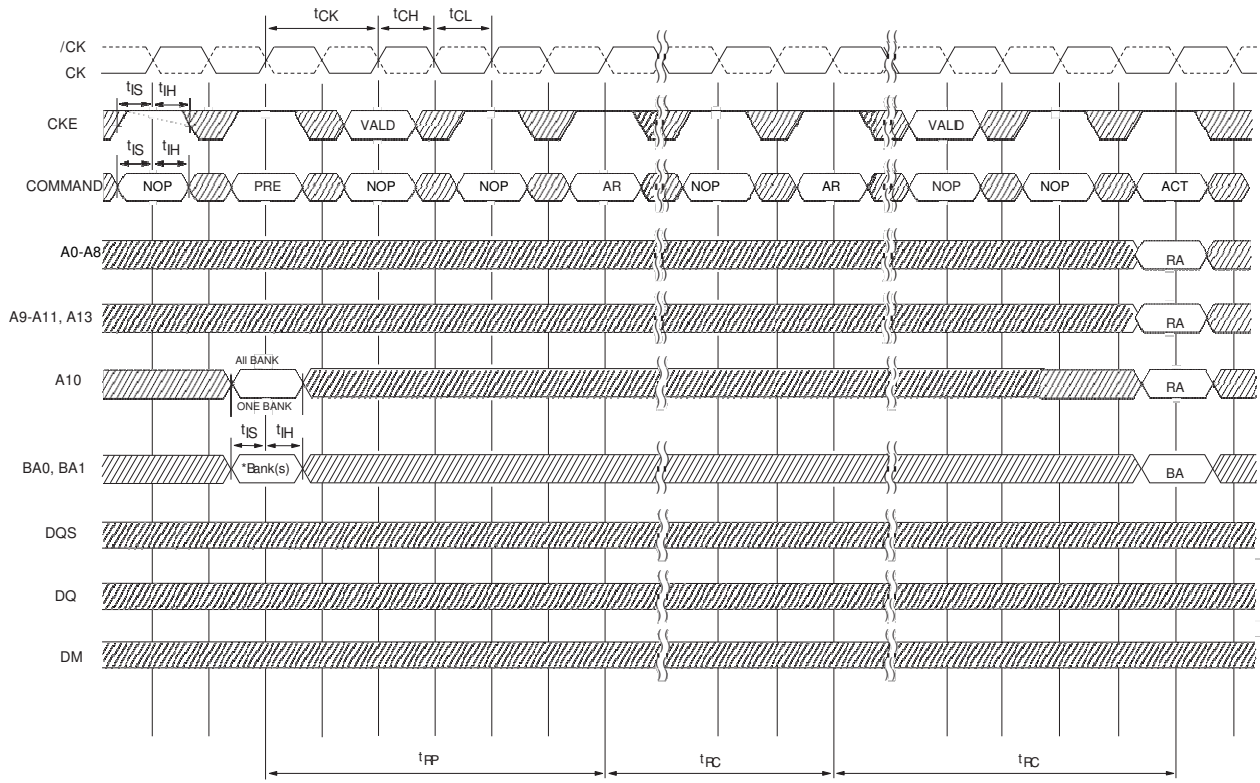 tCK tCH tCL
/CK
CK
tIS tIH
CKE VALD VALID
tIS tIH
COMMAND NOP PRE NOP NOP AR NOP AR NOP NOP ACT
A0-A8 RA
A9-A11, A13 RA
All BANK
A10 RA
ONE BANK
tIS tIH
BA0, BA1 *Bank(s) BA
DQS
DQ
DM
tRP tRC tRC